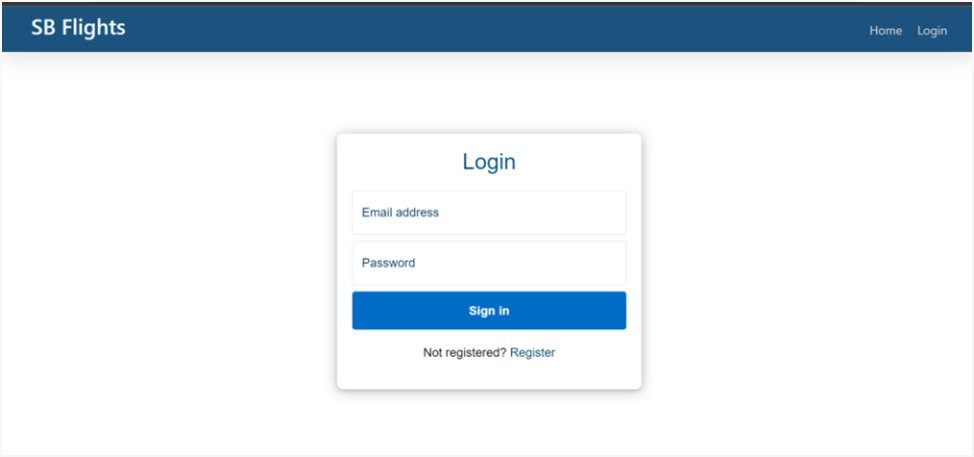 SB Flights
Home Login
Login
Email address
Password
Sign in
Not registered? Register